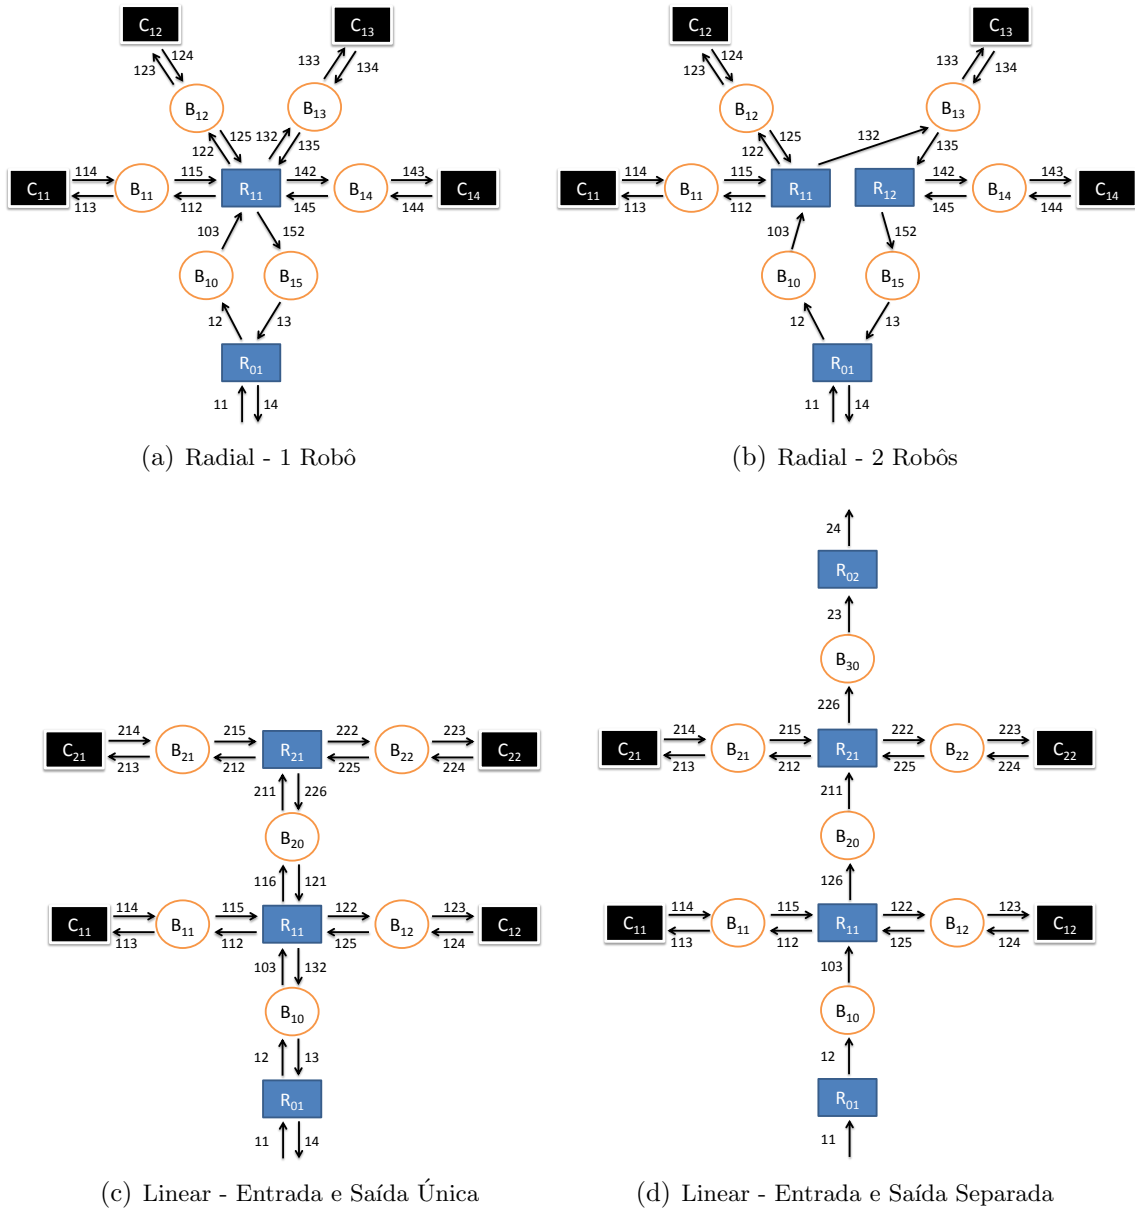 C12 C13
124 133
123 134
B12 B13
125 132
122 135
114 115 R11 142 143
C11 B11 B14 C14
113 112 145 144
103 152
B10 B15
12 13
R01
11 14
(a) Radial - 1 Robô
C12 C13
124 133
123 134
B12 B13
125 132
122 135
114 115 R11 R12 142 143
C11 B11 B14 C14
113 112 145 144
103 152
B10 B15
12 13
R01
11 14
(b) Radial - 2 Robôs
214 215 222 223
C21 B21 R21 B22 C22
213 212 225 224
211 226
B20
116 121
114 115 122 123
C11 B11 R11 B12 C12
113 112 125 124
103 132
B10
12 13
R01
11 14
(c) Linear - Entrada e Saída Única
24
R02
23
B30
226
214 215 222 223
C21 B21 R21 B22 C22
213 212 225 224
211
B20
126
114 115 122 123
C11 B11 R11 B12 C12
113 112 125 124
103
B10
12
R01
11
(d) Linear - Entrada e Saída Separada